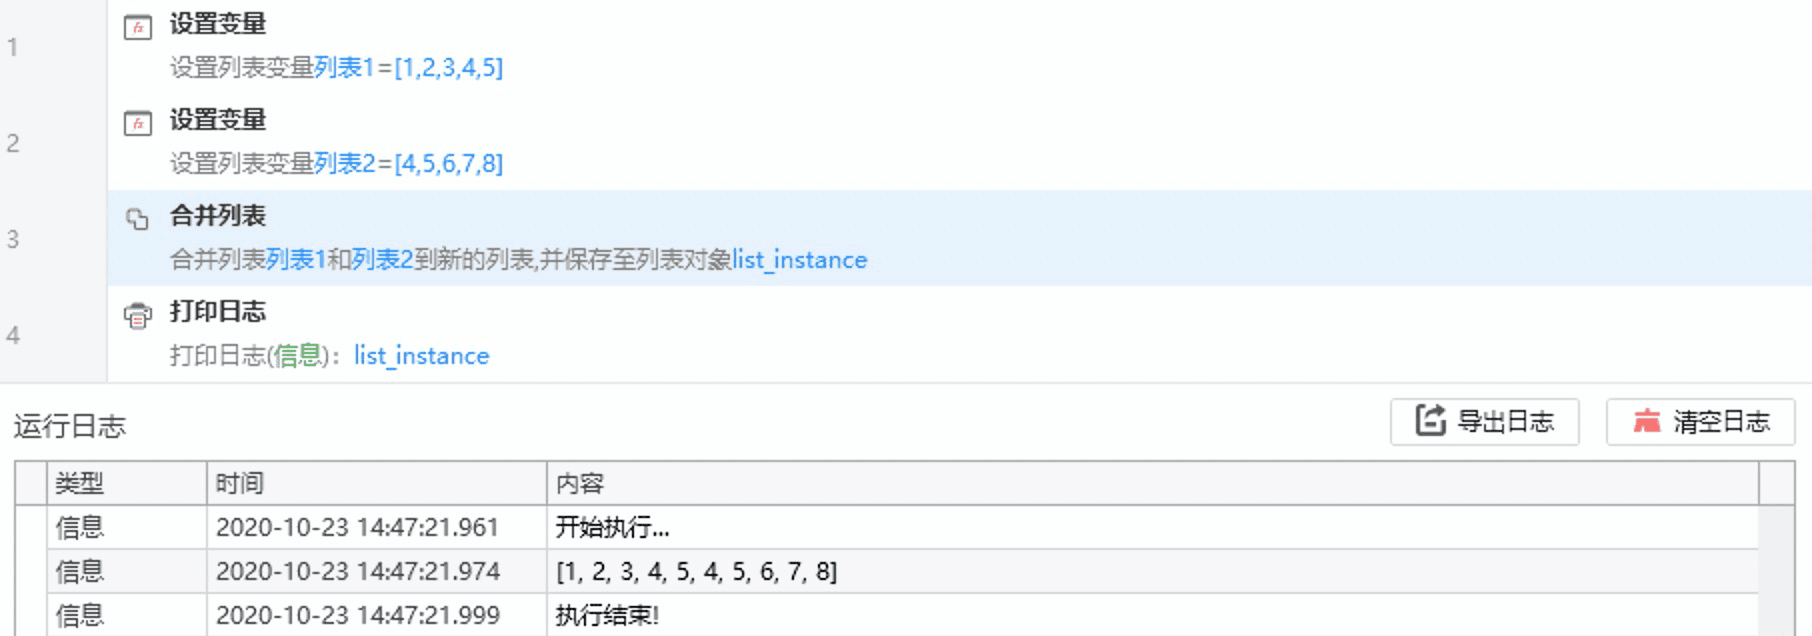 设置变量
1
设置列表变量列表1=[1,2,3,4,5]
设置变量
2
设置列表变量列表2=[4,5,6,7,8]
合并列表
3
合并列表列表1和列表2到新的列表,并保存至列表对象list_instance
打印日志
4
打印日志(信息)：list_instance
运行日志 导出日志 清空日志
类型 时间 内容
信息 2020-10-23 14:47:21.961 开始执行...
信息 2020-10-23 14:47:21.974 [1, 2, 3, 4, 5, 4, 5, 6, 7, 8]
信息 2020-10-23 14:47:21.999 执行结束!